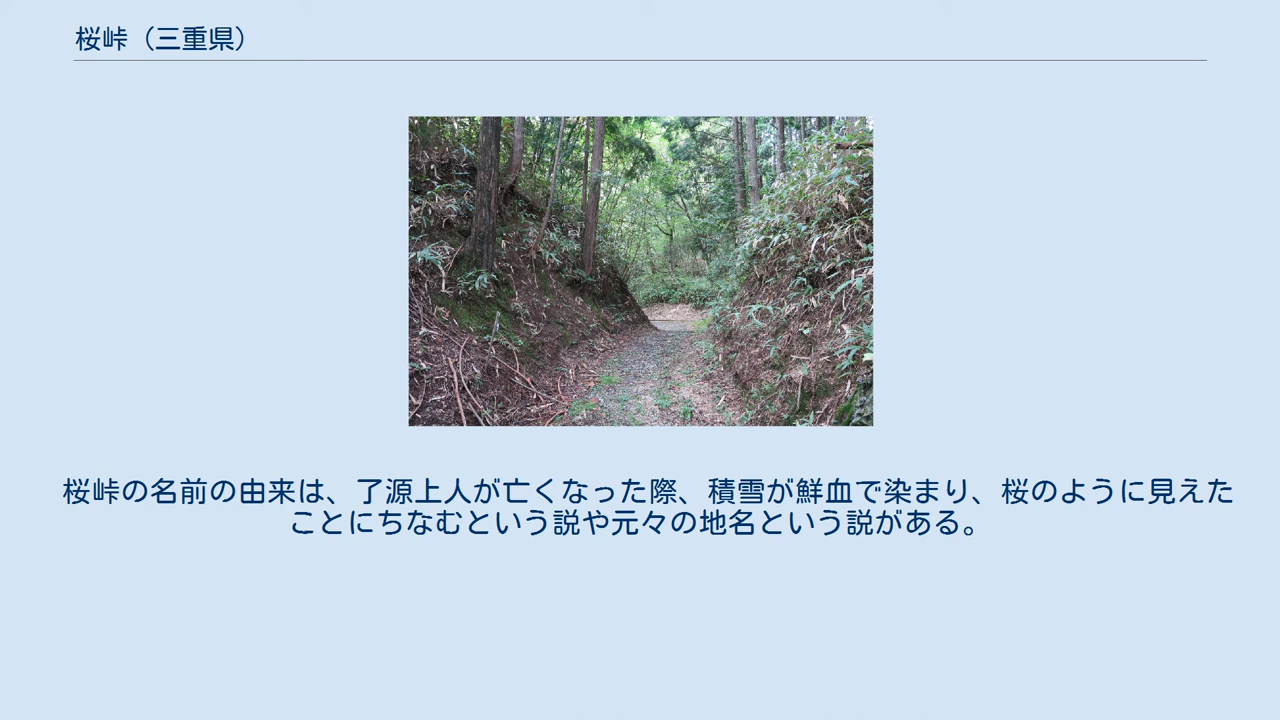 桜峠（三重県）
桜峠の名前の由来は、了源上人が亡くなった際、積雪が鮮血で染まり、桜のように見えた
ことにちなむという説や元々の地名という説がある。